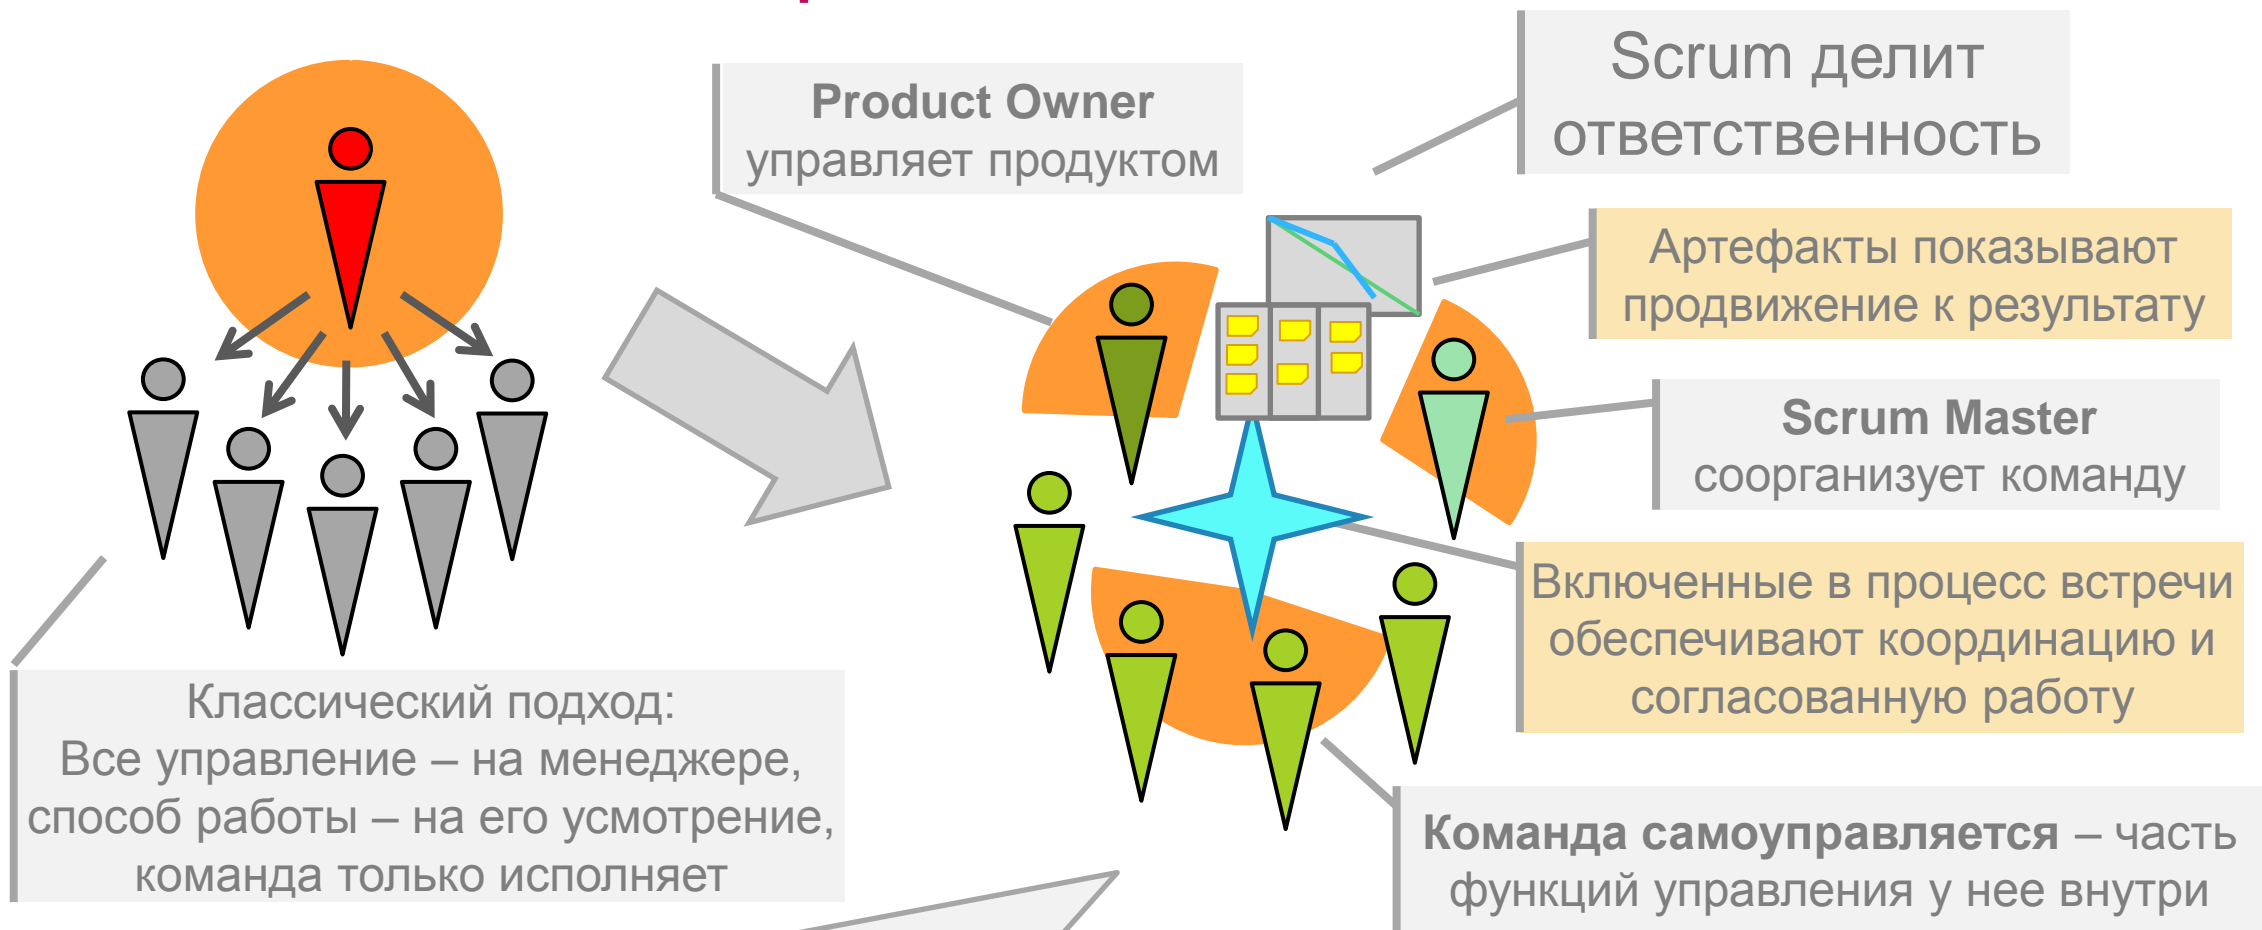 Product Owner
управляет продуктом
Scrum делит
ответственность
Артефакты показывают
продвижение к результату
Scrum Master
соорганизует команду
Включенные в процесс встречи
обеспечивают координацию и
согласованную работу
Классический подход:
Все управление – на менеджере,
способ работы – на его усмотрение,
команда только исполняет
Команда самоуправляется – часть
функций управления у нее внутри